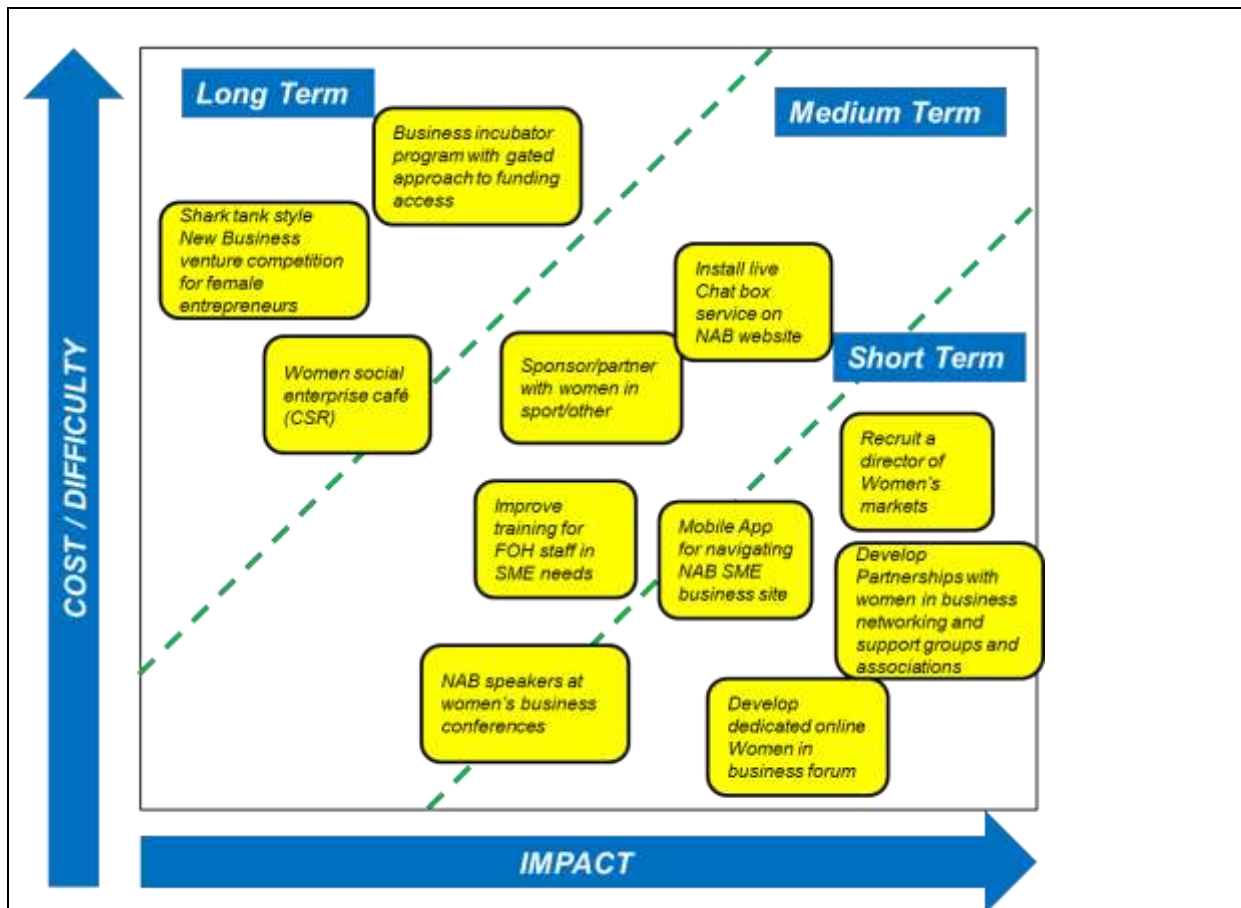 Long Term
Medium Term
Business incubator
program with gated
approach to funding
access
Shark tank style
New Business
venture competition
for female
entrepreneurs
Install live
Chat box
service on
NAB website
Short Term
Women social
enterprise café
(CSR)
Sponsor/partner
with women in
sport/other
Recruit a
director of
Women's
markets
Improve
training for
FOH staff in
SME needs
Mobile App
for navigating
NAB SME
business site
Develop
Partnerships with
women in business
networking and
support groups and
associations
NAB speakers at
women's business
conferences
Develop
dedicated online
Women in
business forum
COST / DIFFICULTY
IMPACT